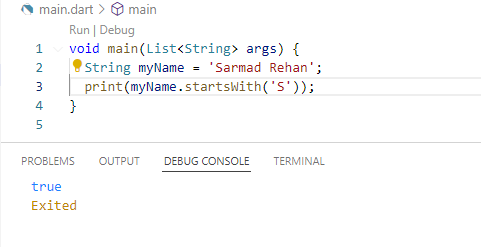 main.dart > main
Run | Debug
1 void main(List<String> args) {
2 String myName = 'Sarmad Rehan';
3 print(myName.startsWith('S'));
4 }
5
PROBLEMS OUTPUT DEBUG CONSOLE TERMINAL
true
Exited